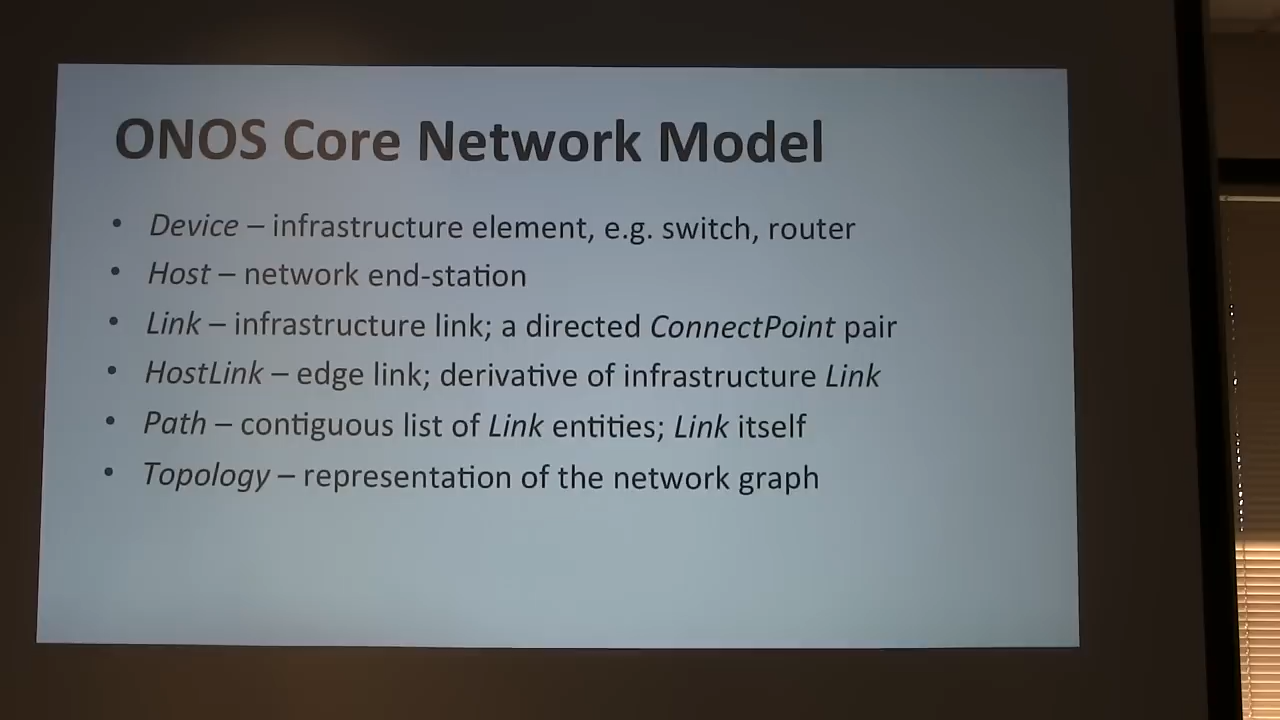 ONOS Core Network Model
• Device – infrastructure element, e.g. switch, router
• Host – network end-station
• Link – infrastructure link; a directed ConnectPoint pair
• HostLink – edge link; derivative of infrastructure Link
• Path – contiguous list of Link entities; Link itself
• Topology – representation of the network graph